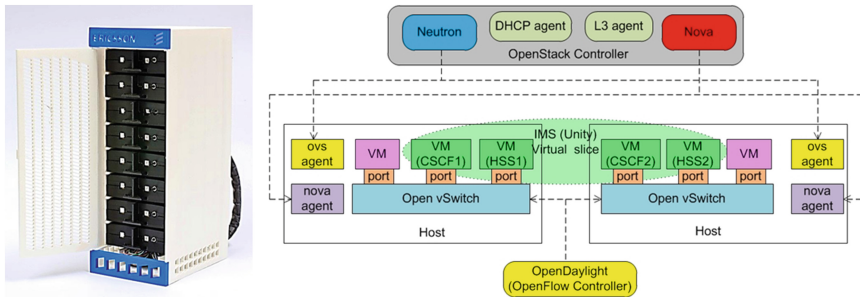 ERICSSON
Neutron
DHCP agent
L3 agent
Nova
OpenStack Controller
IMS (Unity)
Virtual slice
ovs
agent
VM
VM
(CSCF1)
VM
(HSS1)
VM
(CSCF2)
VM
(HSS2)
VM
ovs
agent
port
port
port
port
port
port
nova
agent
Open vSwitch
Open vSwitch
nova
agent
Host
Host
OpenDaylight
(OpenFlow Controller)